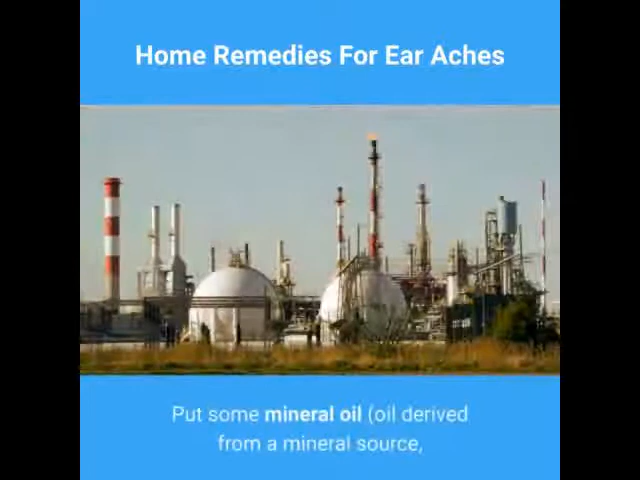 Home Remedies For Ear Aches
Put some mineral oil (oil derived
from a mineral source,